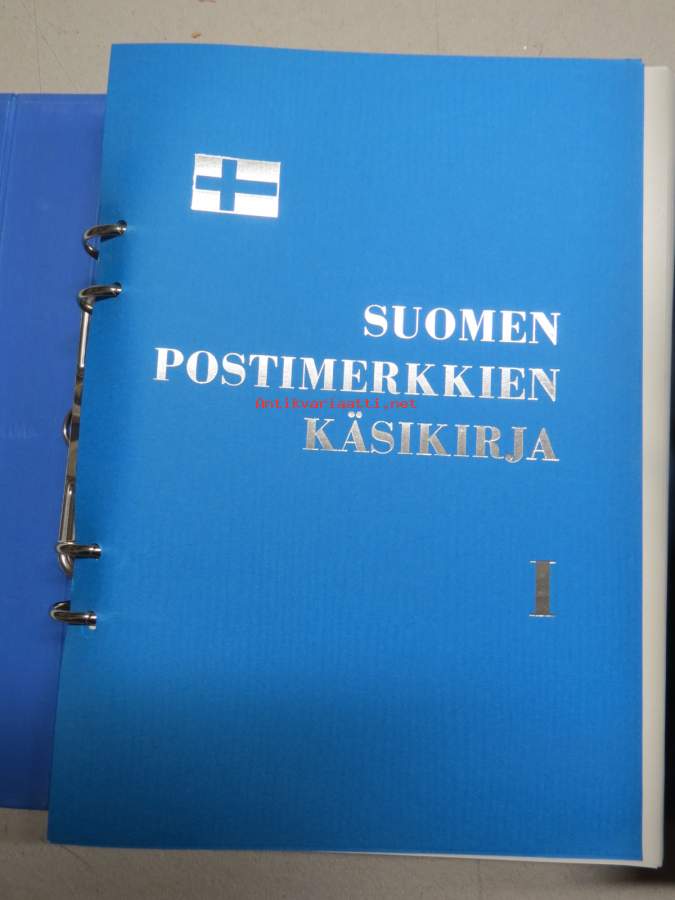 SUOMEN
POSTIMERKKIEN
Antikvariaatti.net
KÄSIKIRJA
I